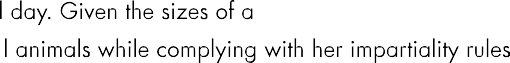 l day. Given the sizes of a
l animals while complying with her impartiality rules